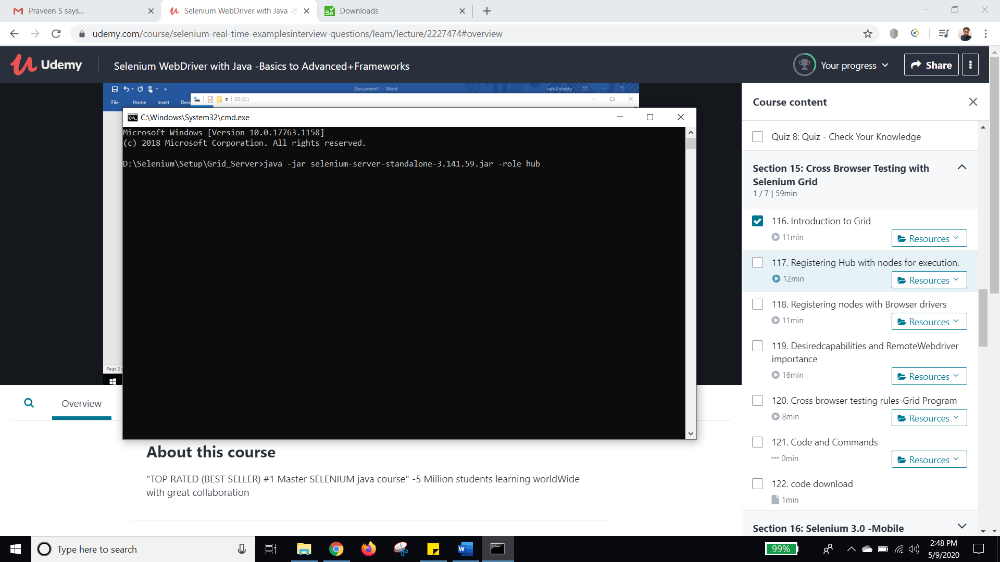 Praveen S says...
Selenium WebDriver with Java -B
Downloads
udemy.com/course/selenium-real-time-examplesinterview-questions/learn/lecture/2227474#overview
Udemy
Selenium WebDriver with Java -Basics to Advanced+Frameworks
Your progress
Share
Document1 - Word
rahul shetty
File
Home
Insert
OS (C:)
C:\Windows\System32\cmd.exe
Microsoft Windows [Version 10.0.17763.1158]
(c) 2018 Microsoft Corporation. All rights reserved.
D:\Selenium\Setup\Grid_Server>java -jar selenium-server-standalone-3.141.59.jar -role hub
Page 2
Overview
About this course
"TOP RATED (BEST SELLER) #1 Master SELENIUM java course" -5 Million students learning worldWide
with great collaboration
Course content
Quiz 8: Quiz - Check Your Knowledge
Section 15: Cross Browser Testing with
Selenium Grid
1 / 7 | 59min
116. Introduction to Grid
11min
Resources
117. Registering Hub with nodes for execution.
12min
Resources
118. Registering nodes with Browser drivers
11min
Resources
119. Desiredcapabilities and RemoteWebdriver
importance
16min
Resources
120. Cross browser testing rules-Grid Program
8min
Resources
121. Code and Commands
0min
Resources
122. code download
1min
Section 16: Selenium 3.0 -Mobile
Type here to search
99%
2:48 PM
5/9/2020